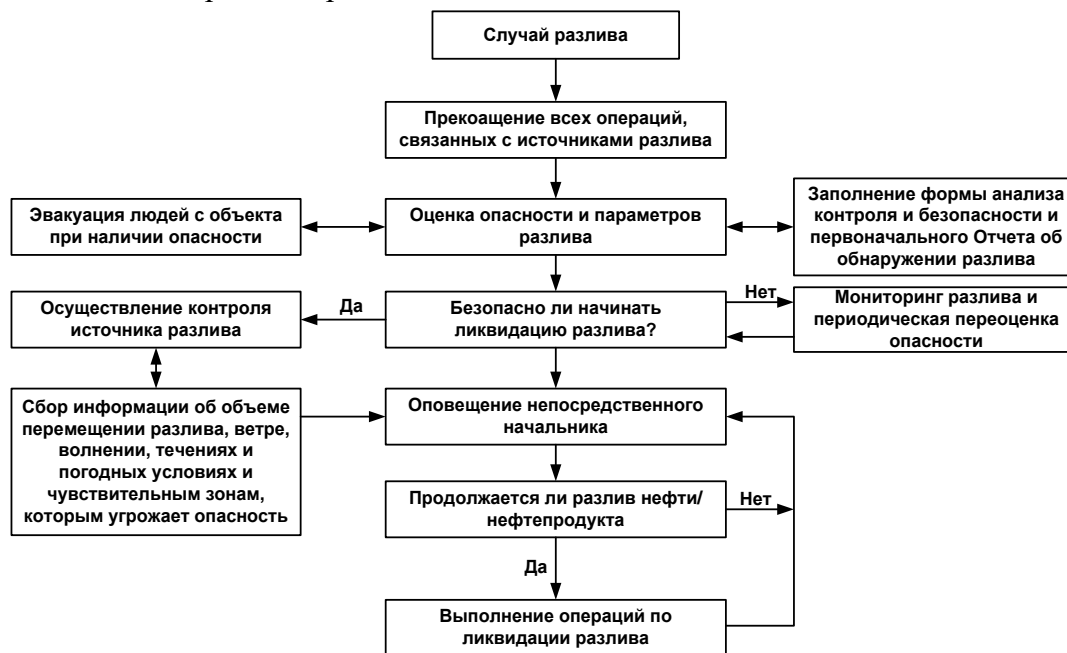 Случай разлива
Прекоащение всех операций,
связанных с источниками разлива
Эвакуация людей с объекта
при наличии опасности
Оценка опасности и параметров
разлива
Заполнение формы анализа
контроля и безопасности и
первоначального Отчета об
обнаружении разлива
Осуществление контроля
источника разлива
Да
Безопасно ли начинать
ликвидацию разлива?
Нет
Мониторинг разлива и
периодическая переоценка
опасности
Сбор информации об объеме
перемещении разлива, ветре,
волнении, течениях и
погодных условиях и
чувствительным зонам,
которым угрожает опасность
Оповещение непосредственного
начальника
Продолжается ли разлив нефти/
нефтепродукта
Нет
Да
Выполнение операций по
ликвидации разлива